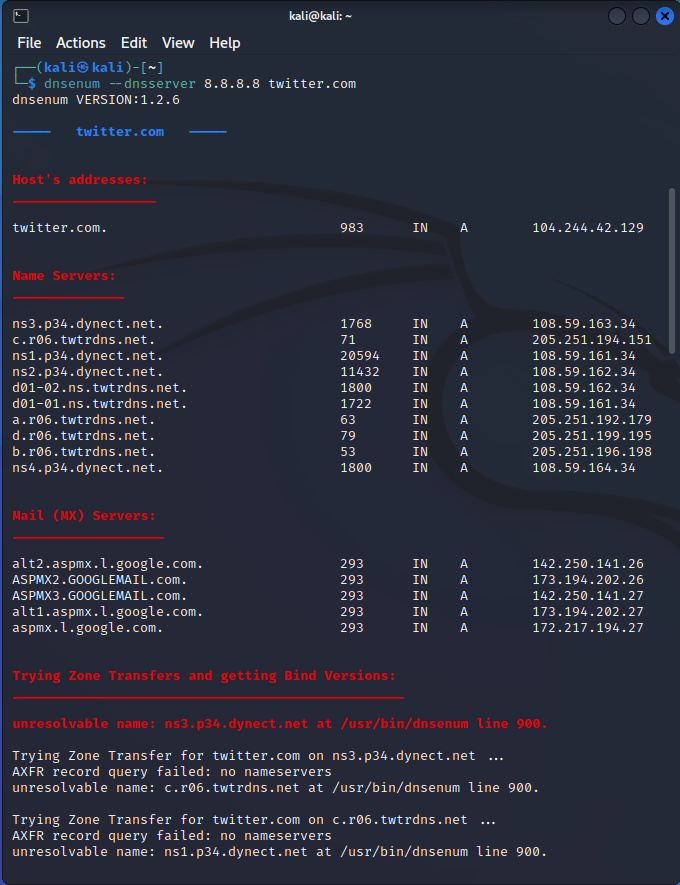 kali@kali: ~
File Actions Edit View Help
┌──(kali㉿kali)-[~]
└─$ dnsenum --dnsserver 8.8.8.8 twitter.com
dnsenum VERSION:1.2.6
----- twitter.com -----
Host's addresses:
twitter.com. 983 IN A 104.244.42.129
Name Servers:
ns3.p34.dynect.net. 1768 IN A 108.59.163.34
c.r06.twtrdns.net. 71 IN A 205.251.194.151
ns1.p34.dynect.net. 20594 IN A 108.59.161.34
ns2.p34.dynect.net. 11432 IN A 108.59.162.34
d01-02.ns.twtrdns.net. 1800 IN A 108.59.162.34
d01-01.ns.twtrdns.net. 1722 IN A 108.59.161.34
a.r06.twtrdns.net. 63 IN A 205.251.192.179
d.r06.twtrdns.net. 79 IN A 205.251.199.195
b.r06.twtrdns.net. 53 IN A 205.251.196.198
ns4.p34.dynect.net. 1800 IN A 108.59.164.34
Mail (MX) Servers:
alt2.aspmx.l.google.com. 293 IN A 142.250.141.26
ASPMX2.GOOGLEMAIL.com. 293 IN A 173.194.202.26
ASPMX3.GOOGLEMAIL.com. 293 IN A 142.250.141.27
alt1.aspmx.l.google.com. 293 IN A 173.194.202.27
aspmx.l.google.com. 293 IN A 172.217.194.27
Trying Zone Transfers and getting Bind Versions:
unresolvable name: ns3.p34.dynect.net at /usr/bin/dnsenum line 900.
Trying Zone Transfer for twitter.com on ns3.p34.dynect.net ...
AXFR record query failed: no nameservers
unresolvable name: c.r06.twtrdns.net at /usr/bin/dnsenum line 900.
Trying Zone Transfer for twitter.com on c.r06.twtrdns.net ...
AXFR record query failed: no nameservers
unresolvable name: ns1.p34.dynect.net at /usr/bin/dnsenum line 900.